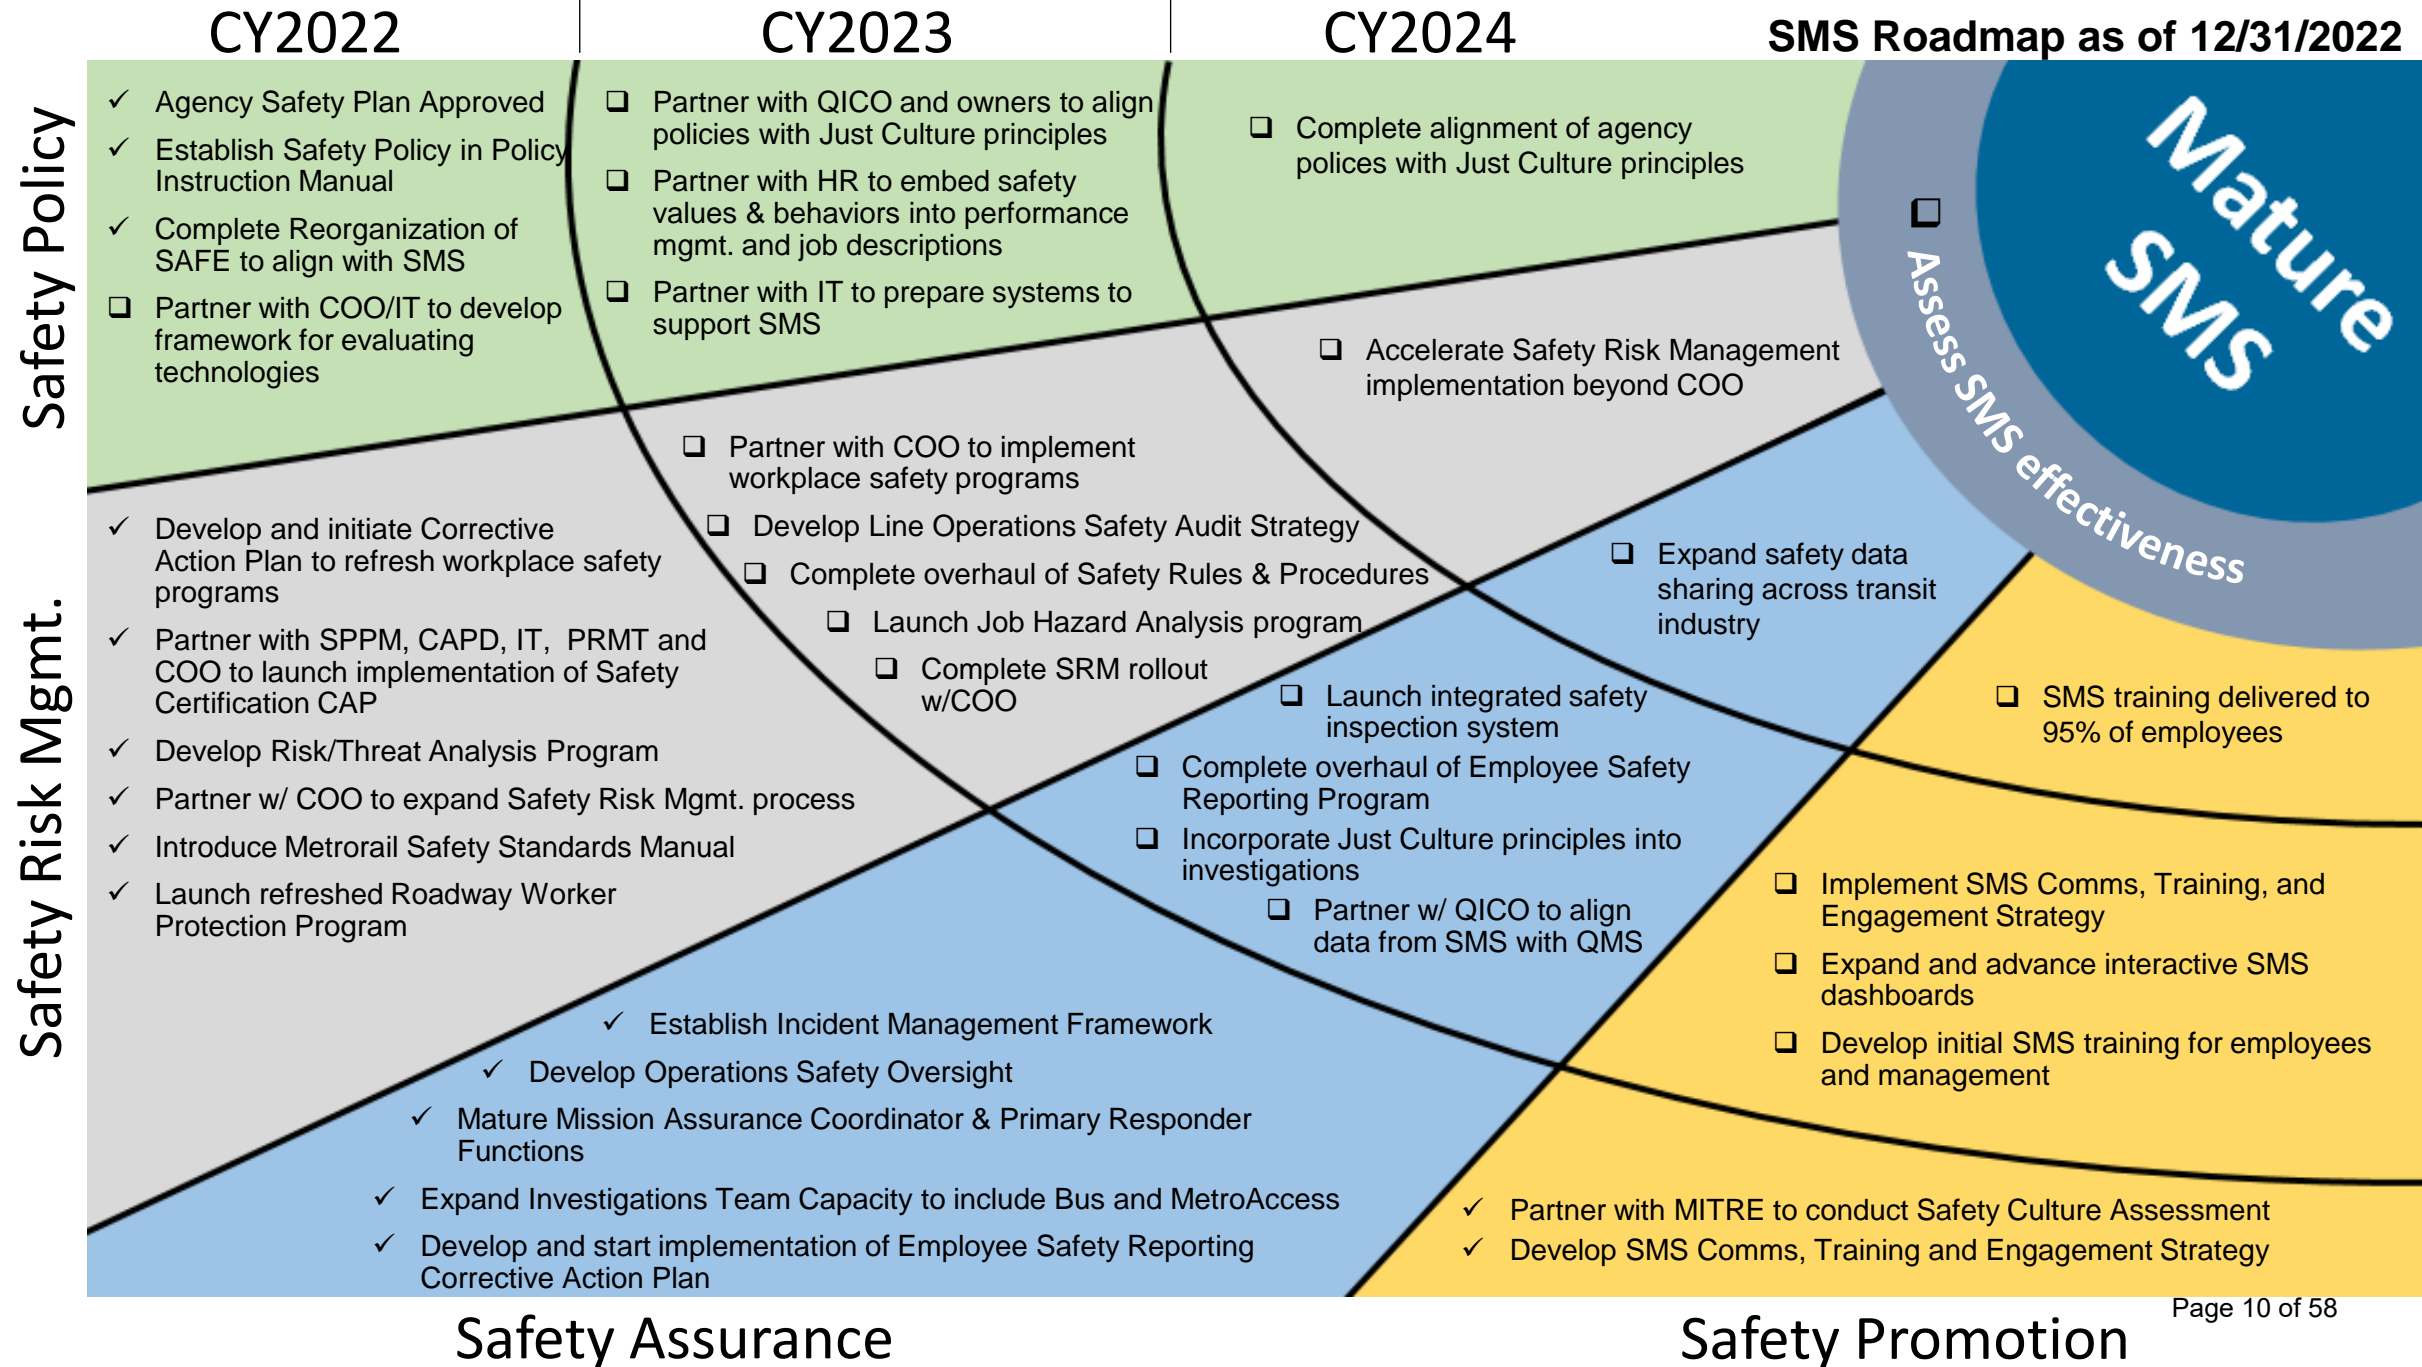 CY2022
CY2023
CY2024
SMS Roadmap as of 12/31/2022
Safety Policy
✓ Agency Safety Plan Approved
✓ Establish Safety Policy in Policy
Instruction Manual
✓ Complete Reorganization of
SAFE to align with SMS
❑ Partner with COO/IT to develop
framework for evaluating
technologies
❑ Partner with QICO and owners to align
policies with Just Culture principles
❑ Partner with HR to embed safety
values & behaviors into performance
mgmt. and job descriptions
❑ Partner with IT to prepare systems to
support SMS
❑ Complete alignment of agency
polices with Just Culture principles
Safety Risk Mgmt.
✓ Develop and initiate Corrective
Action Plan to refresh workplace safety
programs
✓ Partner with SPPM, CAPD, IT, PRMT and
COO to launch implementation of Safety
Certification CAP
✓ Develop Risk/Threat Analysis Program
✓ Partner w/ COO to expand Safety Risk Mgmt. process
✓ Introduce Metrorail Safety Standards Manual
✓ Launch refreshed Roadway Worker
Protection Program
❑ Partner with COO to implement
workplace safety programs
❑ Develop Line Operations Safety Audit Strategy
❑ Complete overhaul of Safety Rules & Procedures
❑ Launch Job Hazard Analysis program
❑ Complete SRM rollout
w/COO
❑ Accelerate Safety Risk Management
implementation beyond COO
✓ Establish Incident Management Framework
✓ Develop Operations Safety Oversight
✓ Mature Mission Assurance Coordinator & Primary Responder
Functions
✓ Expand Investigations Team Capacity to include Bus and MetroAccess
✓ Develop and start implementation of Employee Safety Reporting
Corrective Action Plan
❑ Launch integrated safety
inspection system
❑ Complete overhaul of Employee Safety
Reporting Program
❑ Incorporate Just Culture principles into
investigations
❑ Partner w/ QICO to align
data from SMS with QMS
❑ Expand safety data
sharing across transit
industry
✓ Partner with MITRE to conduct Safety Culture Assessment
✓ Develop SMS Comms, Training and Engagement Strategy
❑ Implement SMS Comms, Training, and
Engagement Strategy
❑ Expand and advance interactive SMS
dashboards
❑ Develop initial SMS training for employees
and management
❑ SMS training delivered to
95% of employees
❑ Assess SMS effectiveness
Mature
SMS
Safety Assurance
Safety Promotion
Page 10 of 58